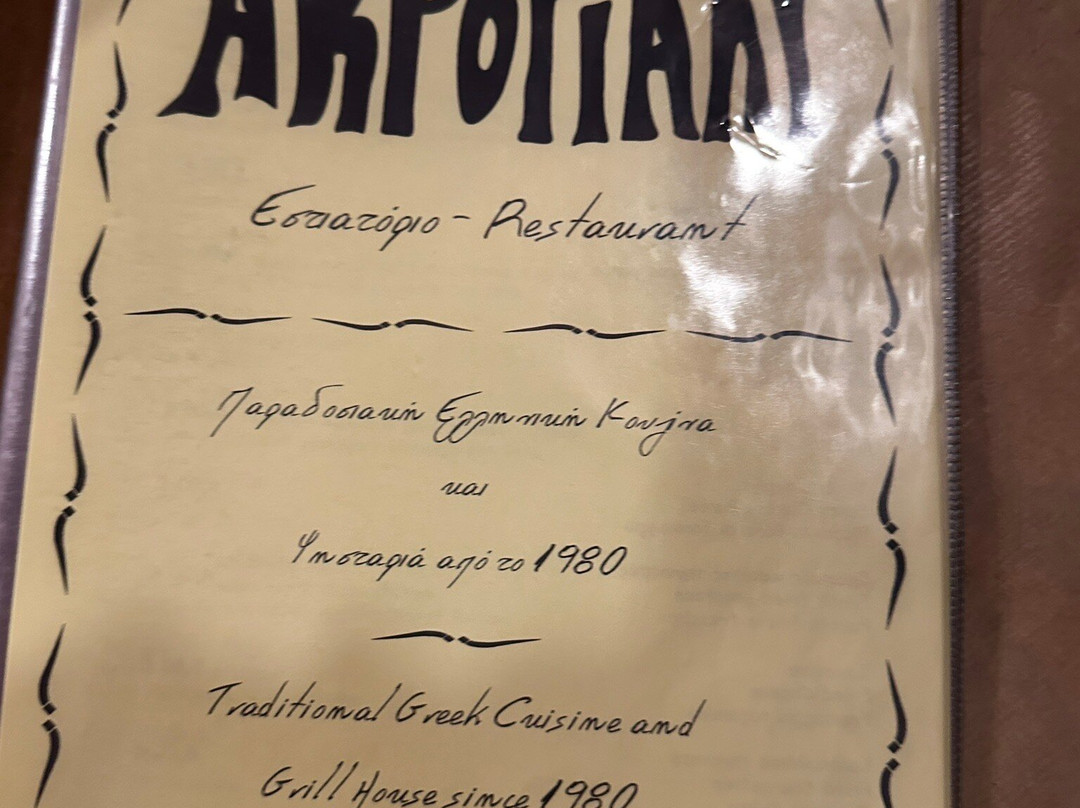 ΑΚΡΟΓΙΑΛΙ
Εστιατόριο - Restaurant
Παραδοσιακή Ελληνική Κουζίνα
και
Ψησταριά από το 1980
Traditional Greek Cuisine and
Grill House since 1980